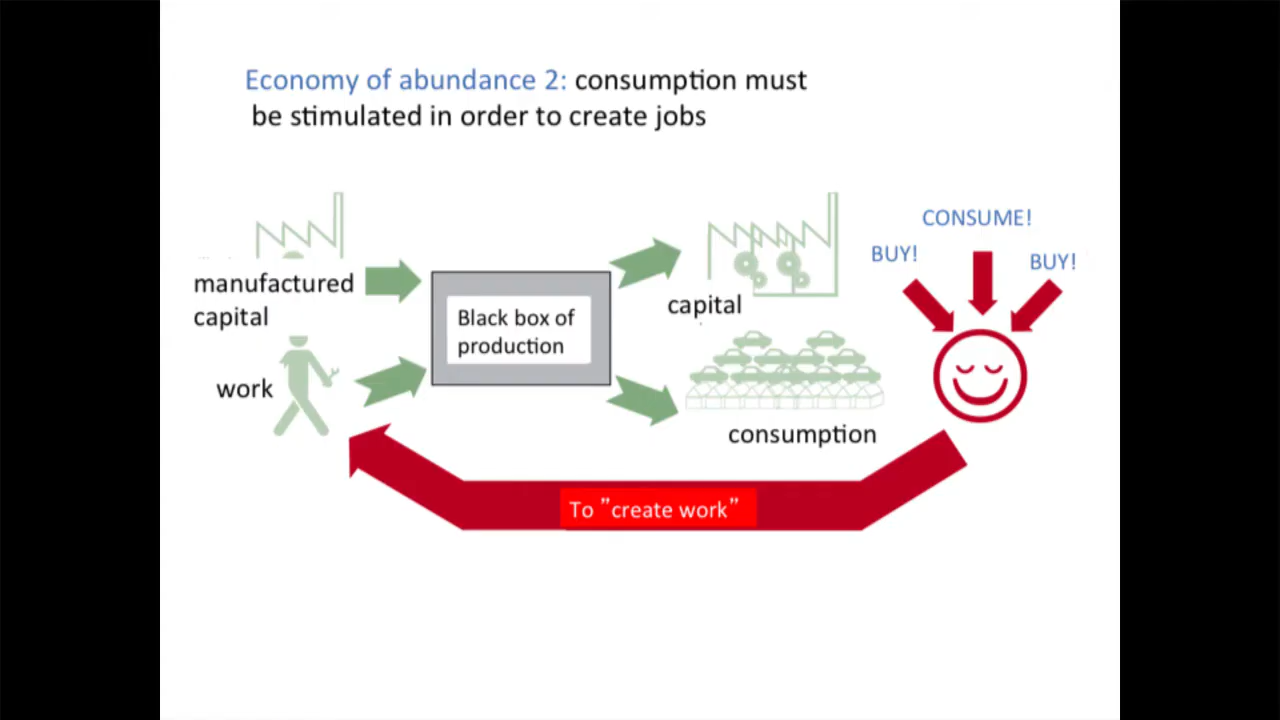 Economy of abundance 2: consumption must
be stimulated in order to create jobs
CONSUME!
BUY!
BUY!
manufactured
capital
capital
Black box of
production
work
consumption
To ”create work”